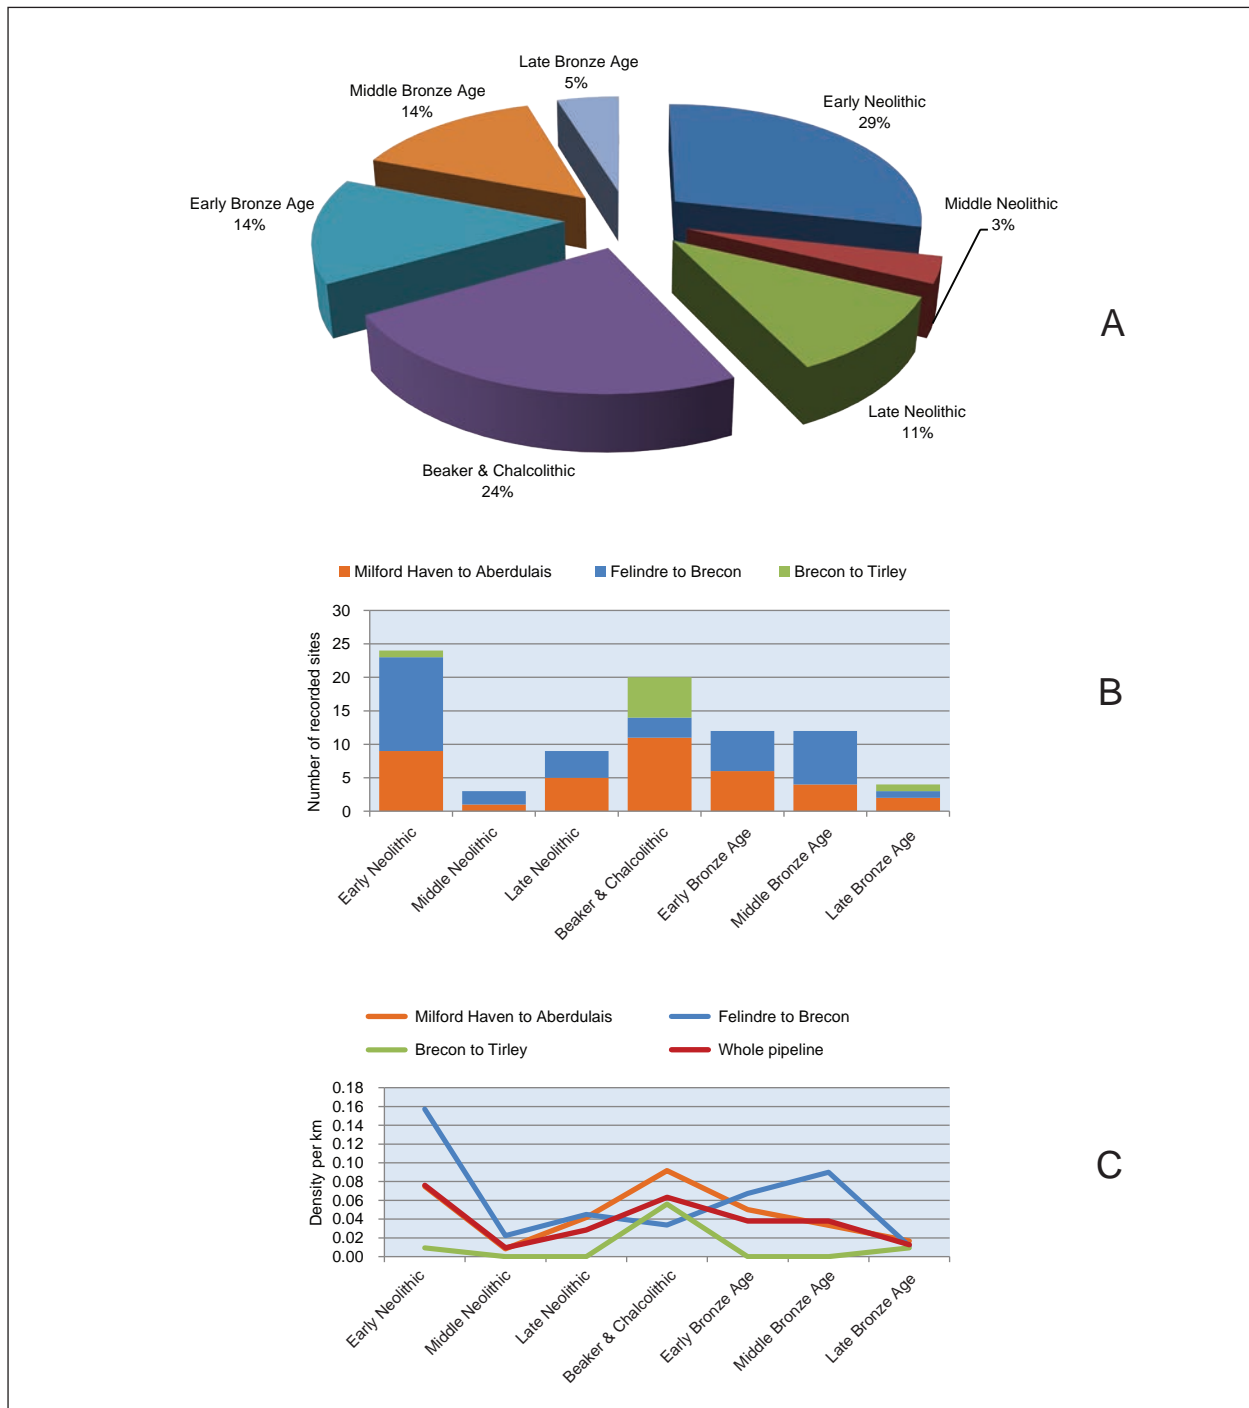 Late Bronze Age
5%
Middle Bronze Age
14%
Early Neolithic
29%
Early Bronze Age
14%
Middle Neolithic
3%
A
Late Neolithic
11%
Beaker & Chalcolithic
24%
Milford Haven to Aberdulais
Felindre to Brecon
Brecon to Tirley
B
Number of recorded sites
30
25
20
15
10
5
0
Early Neolithic
Middle Neolithic
Late Neolithic
Beaker & Chalcolithic
Early Bronze Age
Middle Bronze Age
Late Bronze Age
Milford Haven to Aberdulais
Felindre to Brecon
Brecon to Tirley
Whole pipeline
C
Density per km
0.18
0.16
0.14
0.12
0.10
0.08
0.06
0.04
0.02
0.00
Early Neolithic
Middle Neolithic
Late Neolithic
Beaker & Chalcolithic
Early Bronze Age
Middle Bronze Age
Late Bronze Age